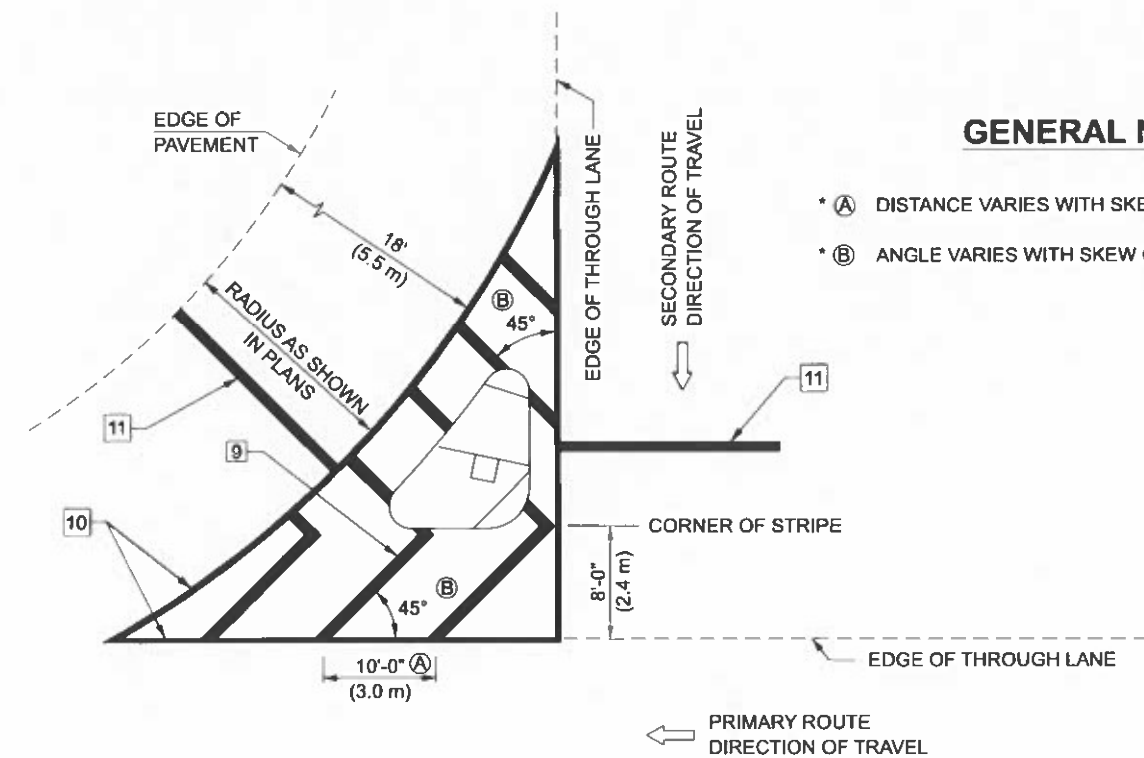 EDGE OF
PAVEMENT
18'
(5.5 m)
RADIUS AS SHOWN
IN PLANS
11
9
10
B
45°
B
45°
10'-0" A
(3.0 m)
EDGE OF THROUGH LANE
SECONDARY ROUTE
DIRECTION OF TRAVEL
11
CORNER OF STRIPE
8'-0"
(2.4 m)
EDGE OF THROUGH LANE
PRIMARY ROUTE
DIRECTION OF TRAVEL
GENERAL
* A DISTANCE VARIES WITH
* B ANGLE VARIES WITH SKEW